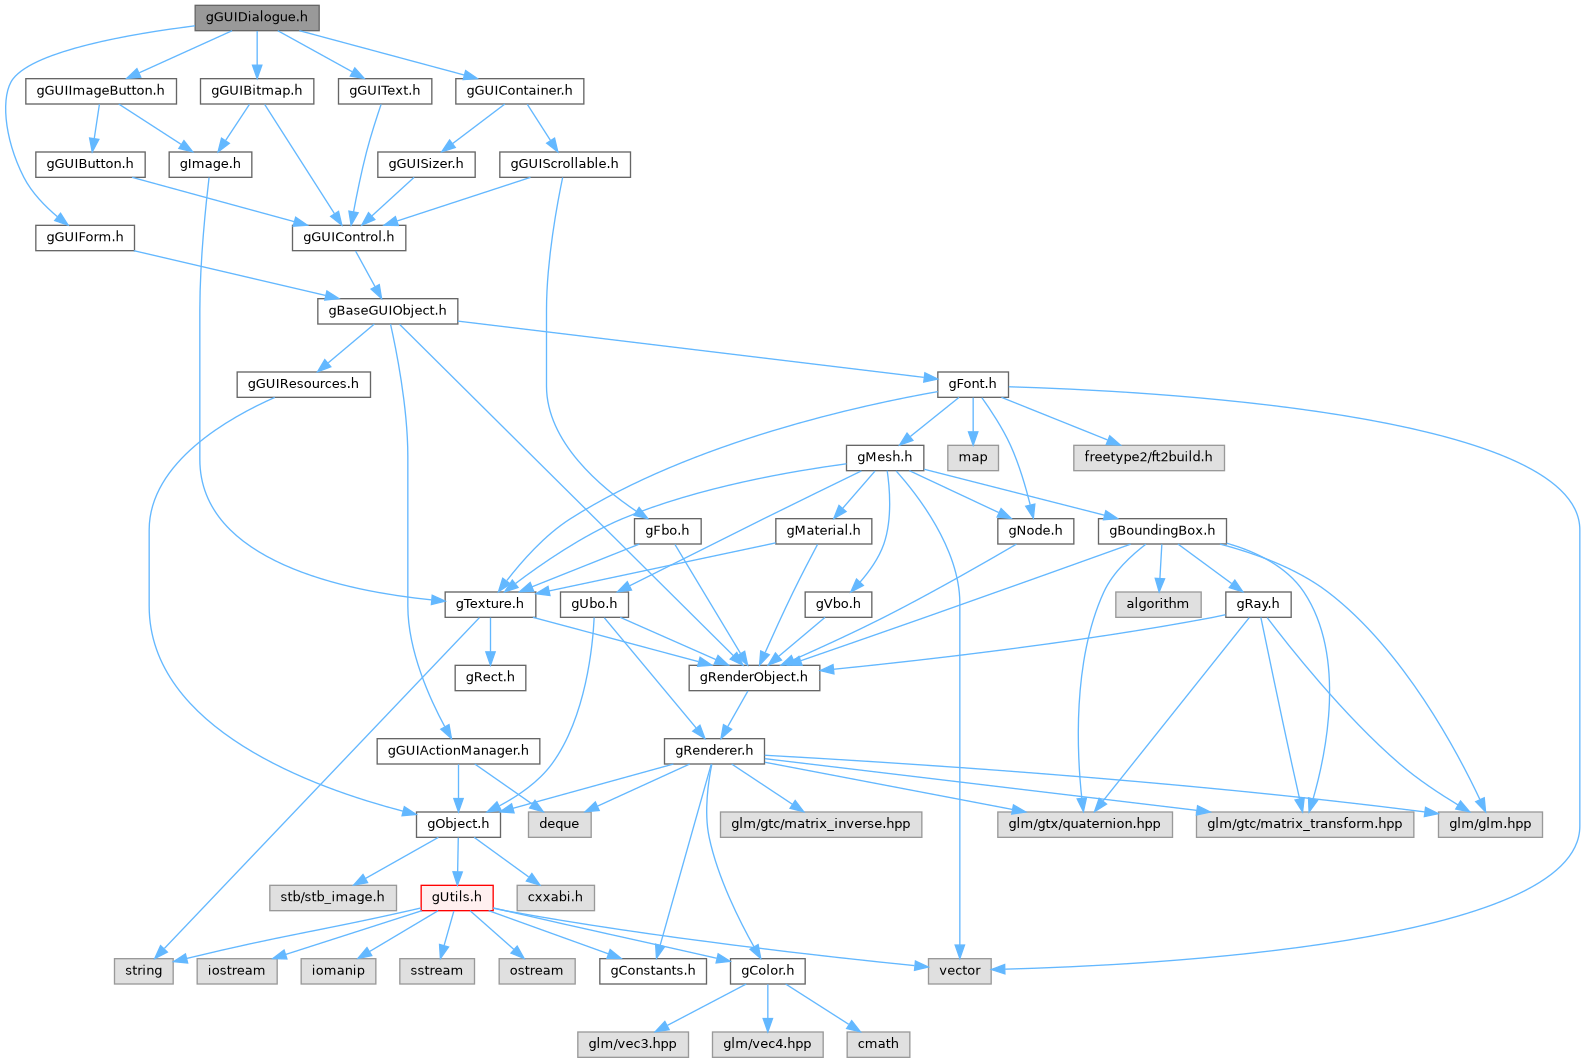 gGUIDialogue.h
gGUIImageButton.h
gGUIBitmap.h
gGUIText.h
gGUIContainer.h
gGUIButton.h
gImage.h
gGUISizer.h
gGUIScrollable.h
gGUIForm.h
gGUIControl.h
gBaseGUIObject.h
gGUIResources.h
gFont.h
gMesh.h
map
freetype2/ft2build.h
gFbo.h
gMaterial.h
gNode.h
gBoundingBox.h
gTexture.h
gUbo.h
gVbo.h
algorithm
gRay.h
gRect.h
gRenderObject.h
gGUIActionManager.h
gRenderer.h
gObject.h
deque
glm/gtc/matrix_inverse.hpp
glm/gtx/quaternion.hpp
glm/gtc/matrix_transform.hpp
glm/glm.hpp
stb/stb_image.h
gUtils.h
cxxabi.h
string
iostream
iomanip
sstream
ostream
gConstants.h
gColor.h
vector
glm/vec3.hpp
glm/vec4.hpp
cmath